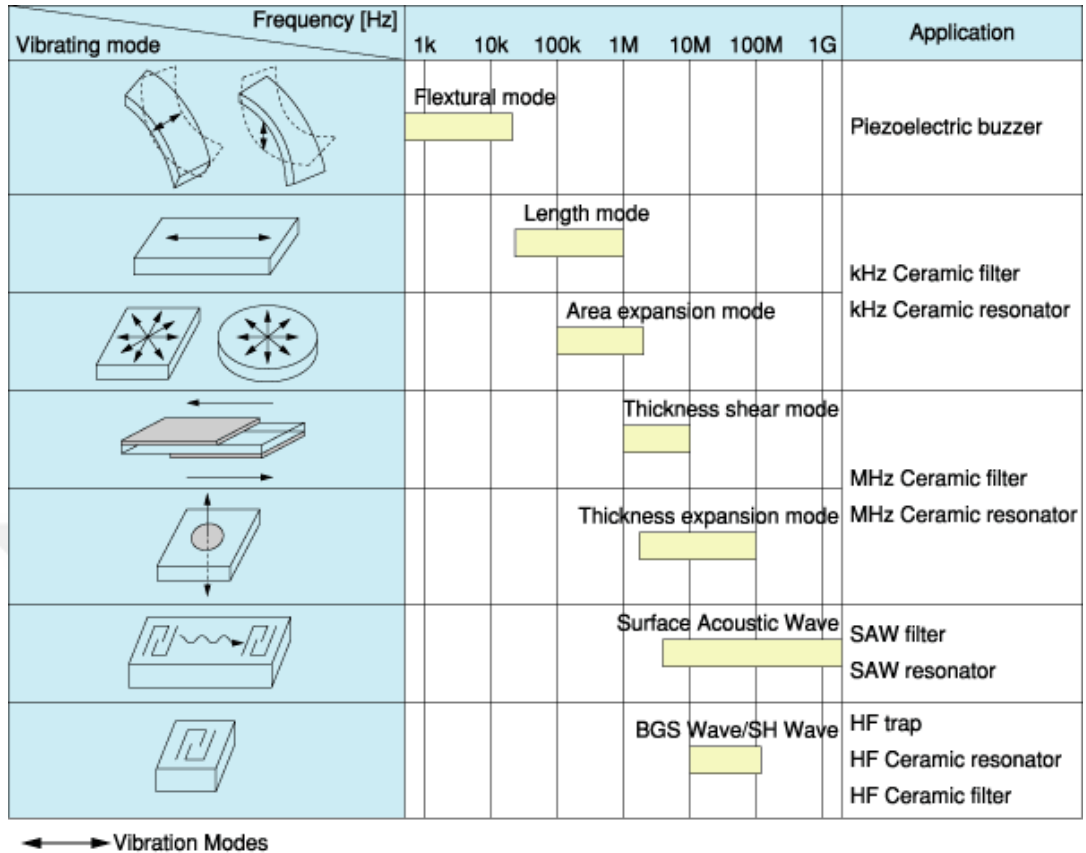 Frequency [Hz]
Vibrating mode
1k 10k 100k 1M 10M 100M 1G
Application
Flextural mode
Piezoelectric buzzer
Length mode
Area expansion mode
kHz Ceramic filter
kHz Ceramic resonator
Thickness shear mode
Thickness expansion mode
MHz Ceramic filter
MHz Ceramic resonator
Surface Acoustic Wave
SAW filter
SAW resonator
BGS Wave/SH Wave
HF trap
HF Ceramic resonator
HF Ceramic filter
Vibration Modes